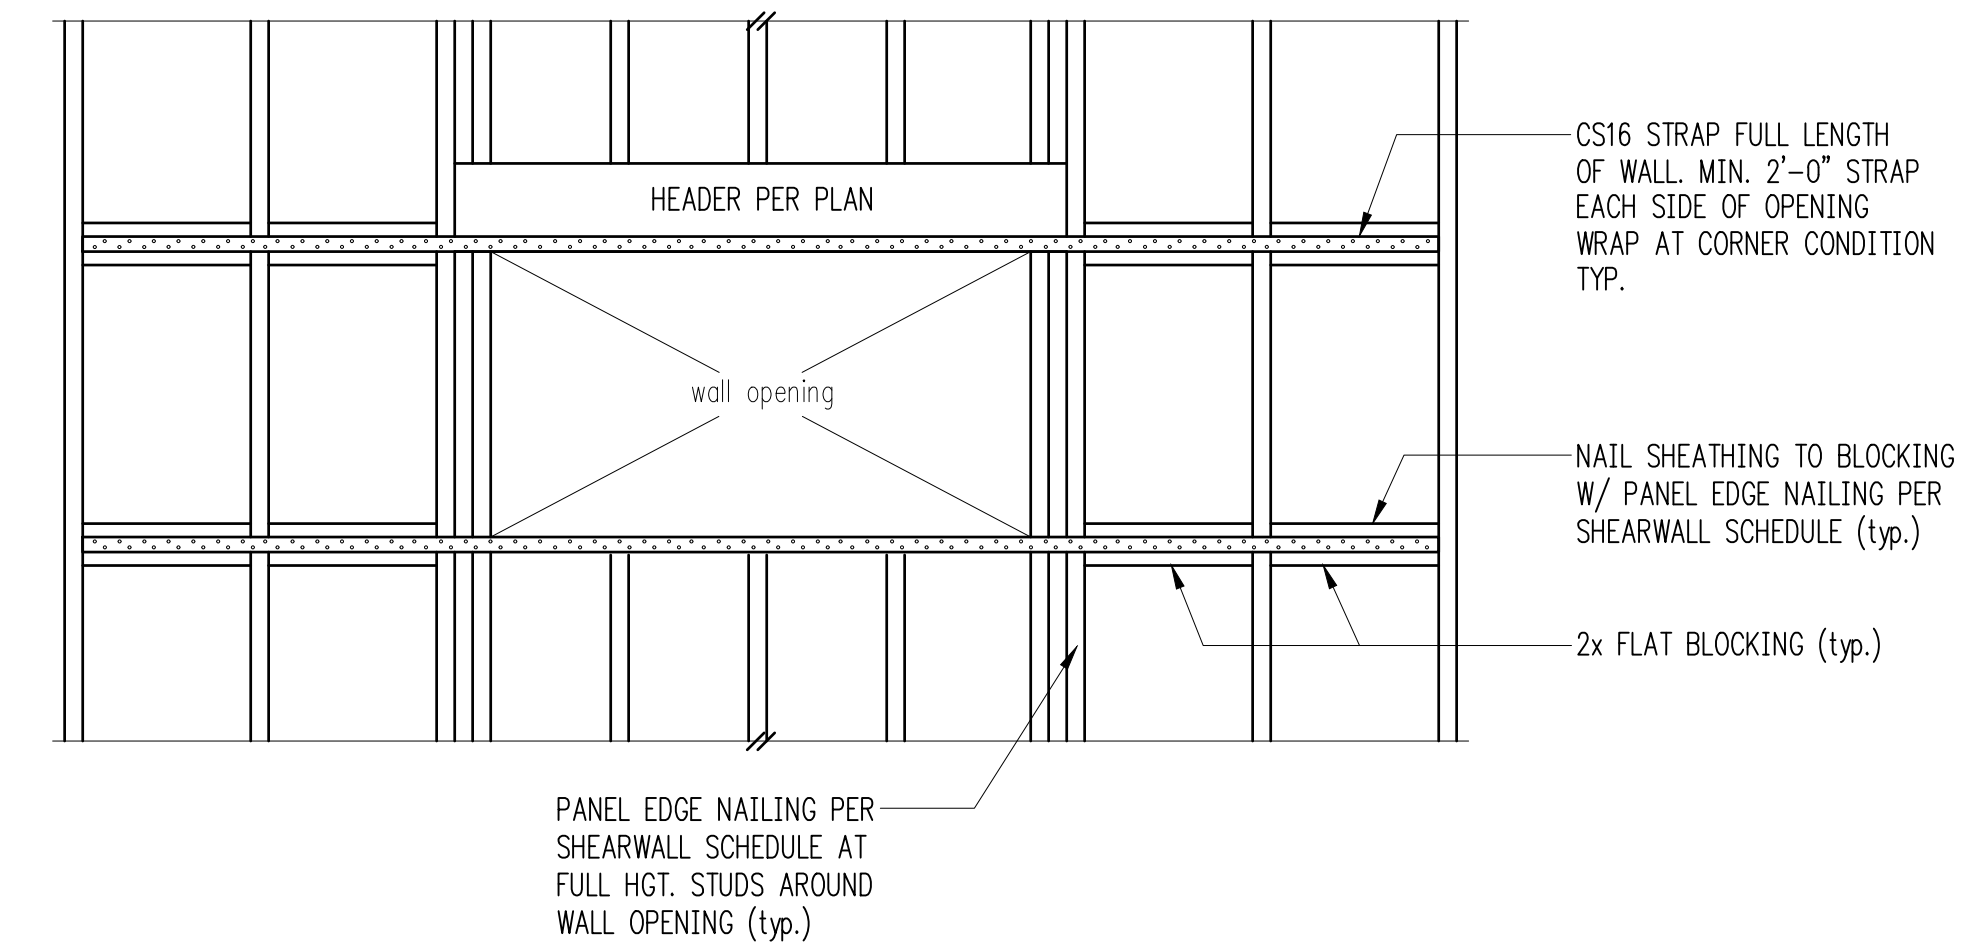 HEADER PER PLAN
CS16 STRAP FULL LENGTH
OF WALL. MIN. 2'-0" STRAP
EACH SIDE OF OPENING
WRAP AT CORNER CONDITION
TYP.
wall opening
NAIL SHEATHING TO BLOCKING
W/ PANEL EDGE NAILING PER
SHEARWALL SCHEDULE (typ.)
2x FLAT BLOCKING (typ.)
PANEL EDGE NAILING PER
SHEARWALL SCHEDULE AT
FULL HGT. STUDS AROUND
WALL OPENING (typ.)